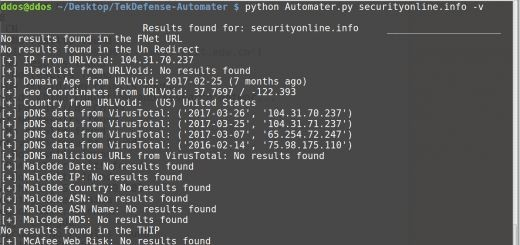 ddos@ddos ~/Desktop/TekDefense-Automater $ python Automater.py securityonline.info -v
Results found for: securityonline.info
No results found in the FNet URL
No results found in the Un Redirect
[+] IP from URLVoid: 104.31.70.237
[+] Blacklist from URLVoid: No results found
[+] Domain Age from URLVoid: 2017-02-25 (7 months ago)
[+] Geo Coordinates from URLVoid: 37.7697 / -122.393
[+] Country from URLVoid:  (US) United States
[+] pDNS data from VirusTotal: ('2017-03-26', '104.31.70.237')
[+] pDNS data from VirusTotal: ('2017-03-25', '104.31.71.237')
[+] pDNS data from VirusTotal: ('2017-03-07', '65.254.72.247')
[+] pDNS data from VirusTotal: ('2016-02-14', '75.98.175.110')
[+] pDNS malicious URLs from VirusTotal: No results found
[+] Malc0de Date: No results found
[+] Malc0de IP: No results found
[+] Malc0de Country: No results found
[+] Malc0de ASN: No results found
[+] Malc0de ASN Name: No results found
[+] Malc0de MD5: No results found
No results found in the THIP
[+] McAfee Web Risk: No results found